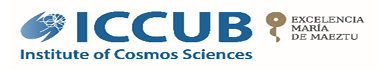 ICCUB
Institute of Cosmos Sciences
EXCELENCIA
MARÍA
DE MAEZTU